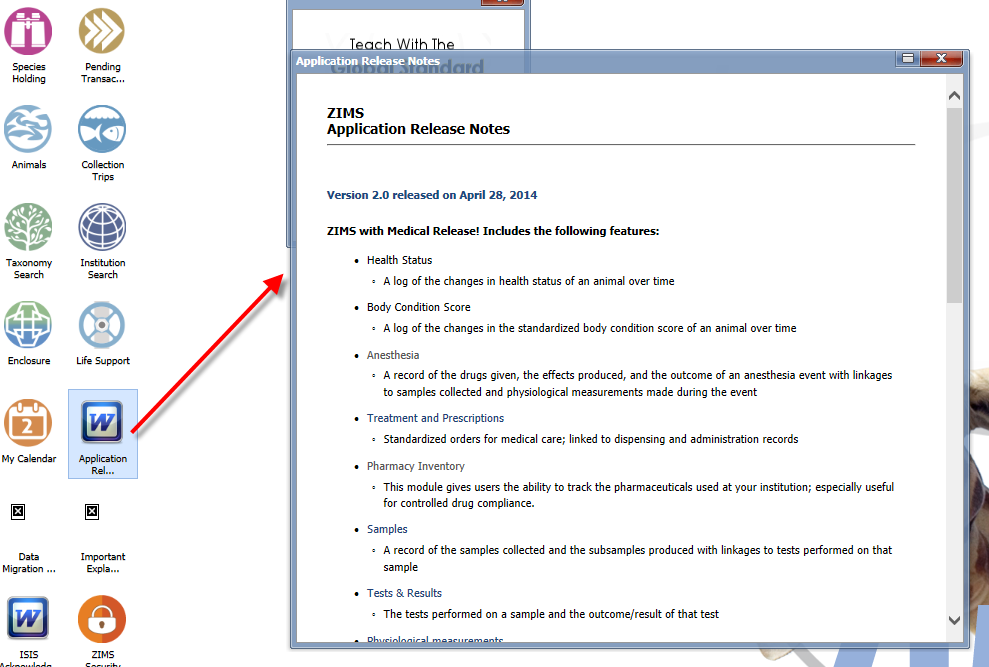 Species
Holding
Pending
Transac...
Animals
Collection
Trips
Taxonomy
Search
Institution
Search
Enclosure
Life Support
2
My Calendar
W
Application
Rel...
Data
Migration ...
Important
Expla...
W
ISIS
Acknowledg...
ZIMS
Security
Teach With The
Global Standard
Application Release Notes
ZIMS
Application Release Notes
Version 2.0 released on April 28, 2014
ZIMS with Medical Release! Includes the following features:
• Health Status
◦ A log of the changes in health status of an animal over time
• Body Condition Score
◦ A log of the changes in the standardized body condition score of an animal over time
• Anesthesia
◦ A record of the drugs given, the effects produced, and the outcome of an anesthesia event with linkages
to samples collected and physiological measurements made during the event
• Treatment and Prescriptions
◦ Standardized orders for medical care; linked to dispensing and administration records
• Pharmacy Inventory
◦ This module gives users the ability to track the pharmaceuticals used at your institution; especially useful
for controlled drug compliance.
• Samples
◦ A record of the samples collected and the subsamples produced with linkages to tests performed on that
sample
• Tests & Results
◦ The tests performed on a sample and the outcome/result of that test
• Physiological measurements